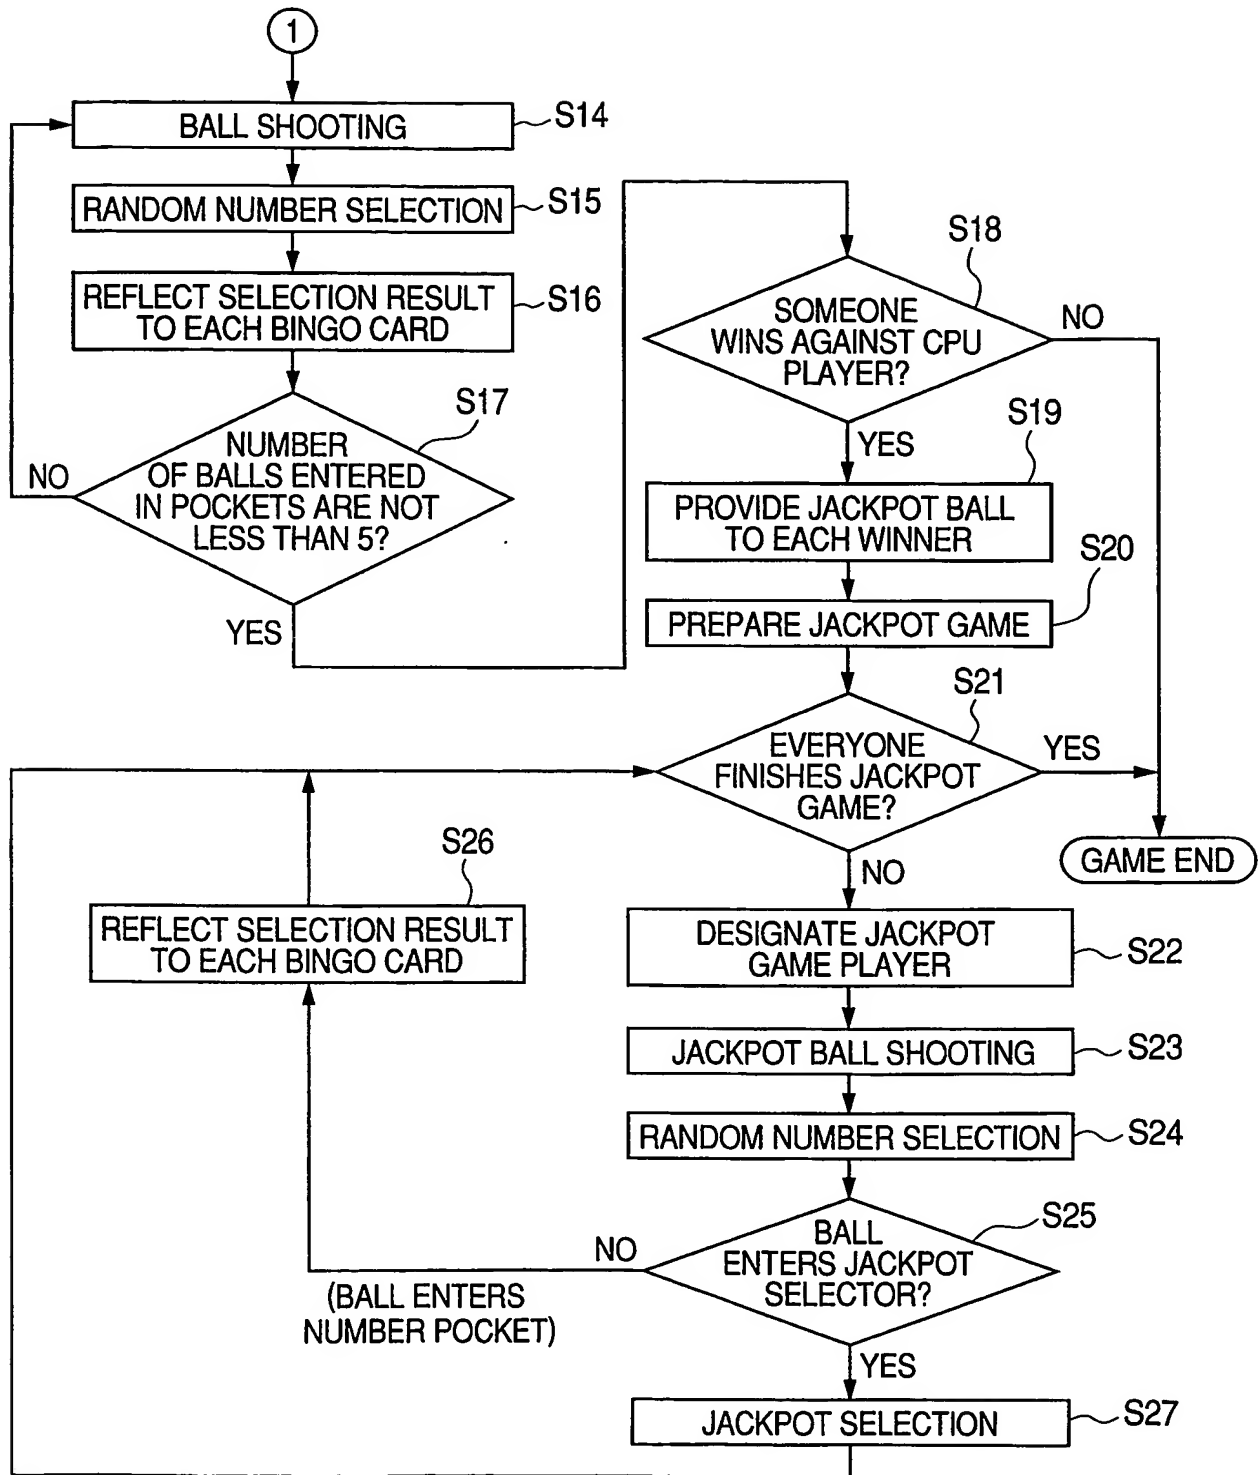 1
BALL SHOOTING
S14
RANDOM NUMBER SELECTION
S15
REFLECT SELECTION RESULT
TO EACH BINGO CARD
S16
S17
NUMBER
OF BALLS ENTERED
IN POCKETS ARE NOT
LESS THAN 5?
NO
YES
S18
SOMEONE
WINS AGAINST CPU
PLAYER?
NO
YES
S19
PROVIDE JACKPOT BALL
TO EACH WINNER
S20
PREPARE JACKPOT GAME
S21
EVERYONE
FINISHES JACKPOT
GAME?
YES
NO
GAME END
S26
REFLECT SELECTION RESULT
TO EACH BINGO CARD
DESIGNATE JACKPOT
GAME PLAYER
S22
JACKPOT BALL SHOOTING
S23
RANDOM NUMBER SELECTION
S24
S25
BALL
ENTERS JACKPOT
SELECTOR?
NO
(BALL ENTERS
NUMBER POCKET)
YES
JACKPOT SELECTION
S27